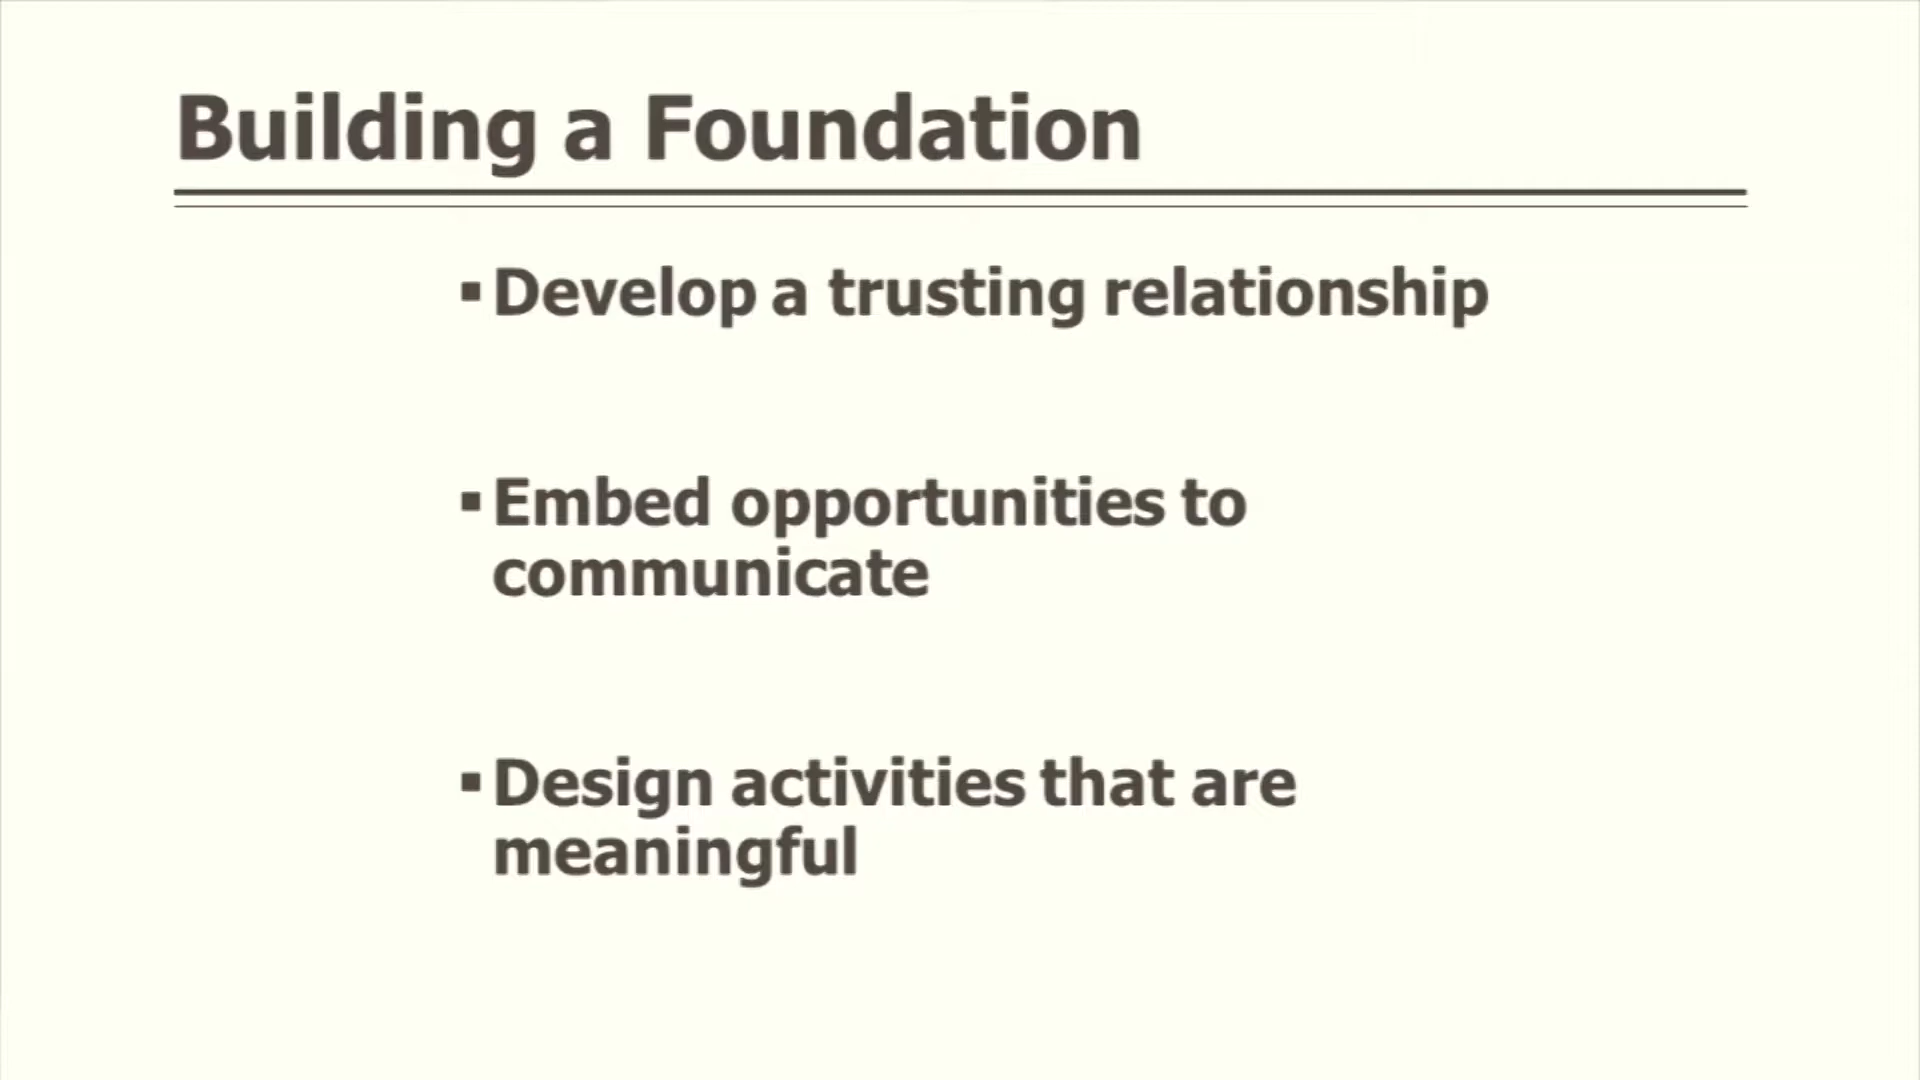 Building a Foundation
▪Develop a trusting relationship
▪Embed opportunities to
communicate
▪Design activities that are
meaningful